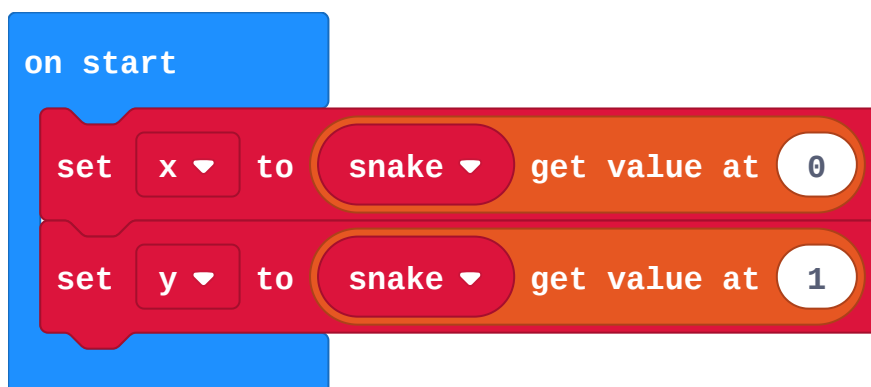 on start
set x to snake get value at 0
set y to snake get value at 1